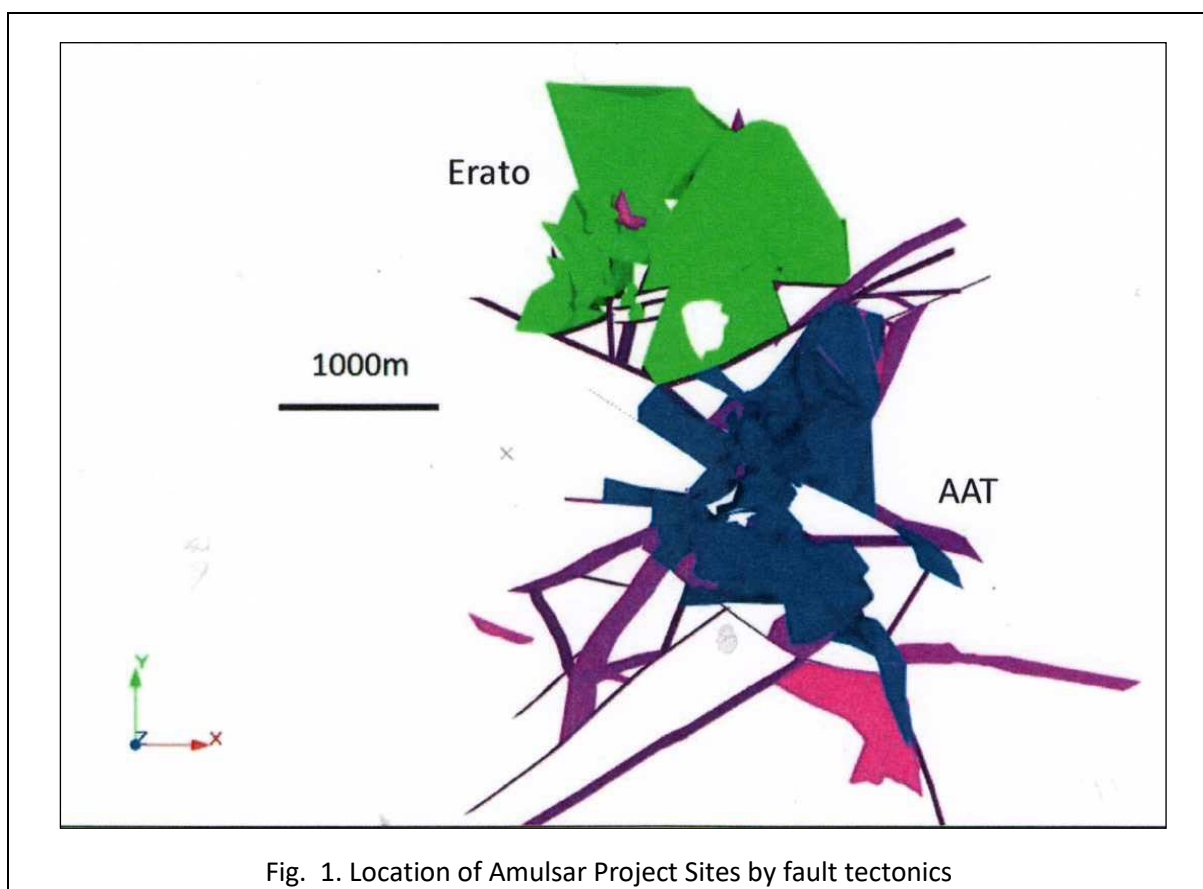 Erato
1000m
AAT
Y
Z
X
Fig. 1. Location of Amulsar Project Sites by fault tectonics